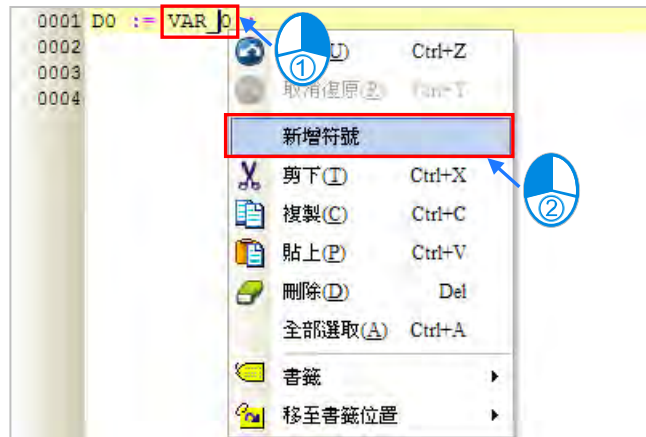 0001 D0 := VAR_0 ;
0002
0003
0004
(U) Ctrl+Z
①
取消復原(R) Ctrl+Y
新增符號
剪下(T) Ctrl+X
②
複製(C) Ctrl+C
貼上(P) Ctrl+V
刪除(D) Del
全部選取(A) Ctrl+A
書籤
移至書籤位置